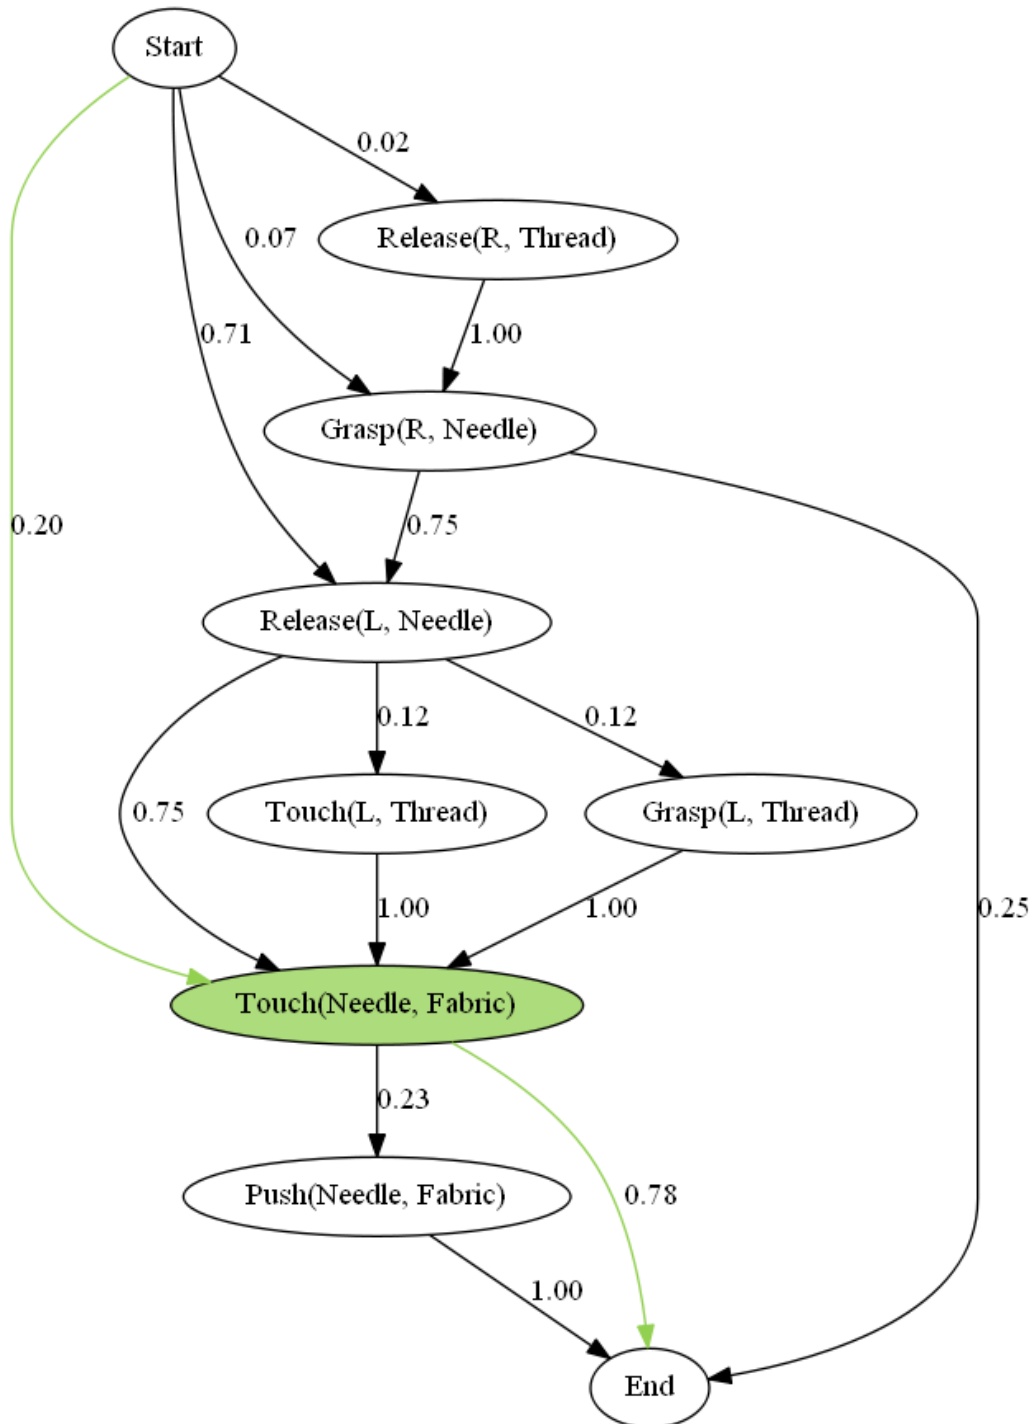 Start
0.02
Release(R, Thread)
0.07
0.71
1.00
Grasp(R, Needle)
0.20
0.75
Release(L, Needle)
0.12
0.12
0.75
Touch(L, Thread)
Grasp(L, Thread)
1.00
1.00
0.25
Touch(Needle, Fabric)
0.23
Push(Needle, Fabric)
0.78
1.00
End